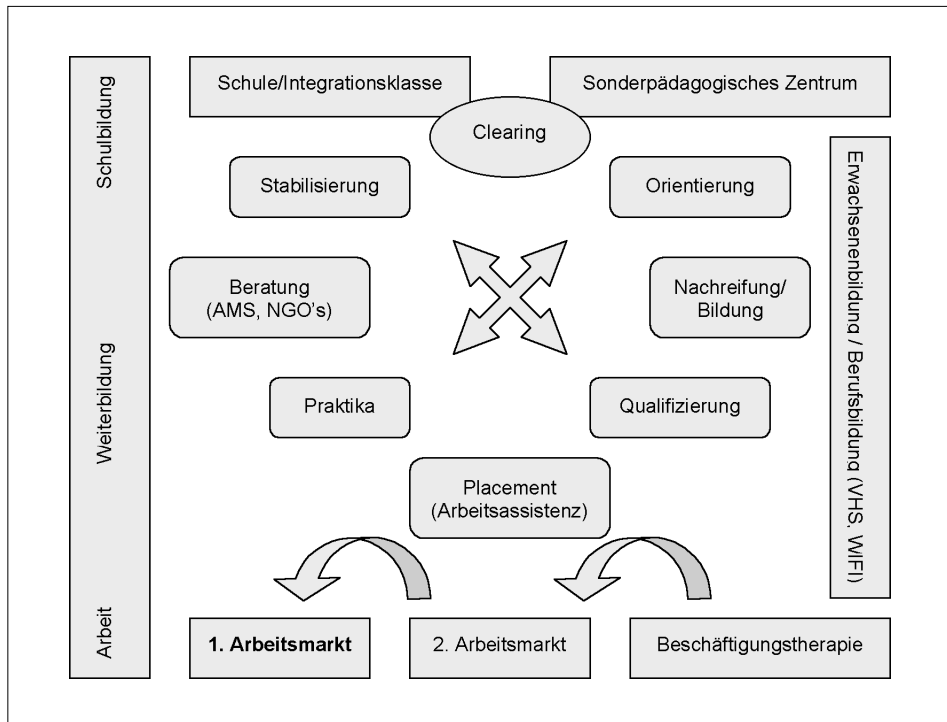 Schulbildung
Weiterbildung
Arbeit
Schule/Integrationsklasse
Sonderpädagogisches Zentrum
Clearing
Stabilisierung
Orientierung
Beratung
(AMS, NGO's)
Nachreifung/
Bildung
Praktika
Qualifizierung
Placement
(Arbeitsassistenz)
1. Arbeitsmarkt
2. Arbeitsmarkt
Beschäftigungstherapie
Erwachsenenbildung / Berufsbildung (VHS, WIFI)